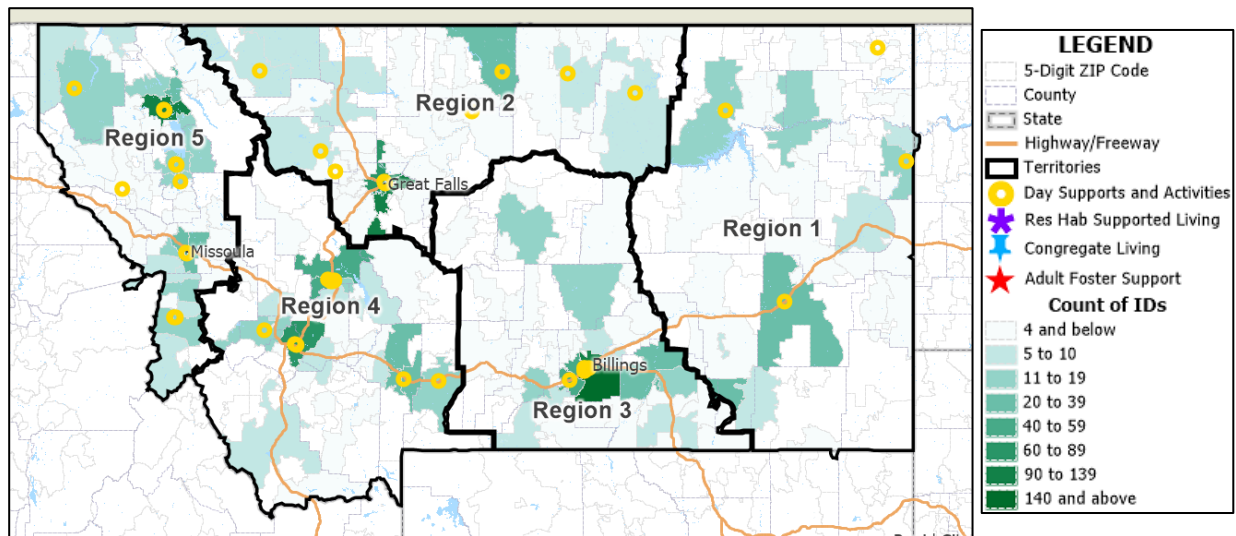 Region 2
Region 5
Great Falls
Region 1
Missoula
Region 4
Billings
Region 3
LEGEND
5-Digit ZIP Code
County
State
Highway/Freeway
Territories
Day Supports and Activities
Res Hab Supported Living
Congregate Living
Adult Foster Support
Count of IDs
4 and below
5 to 10
11 to 19
20 to 39
40 to 59
60 to 89
90 to 139
140 and above